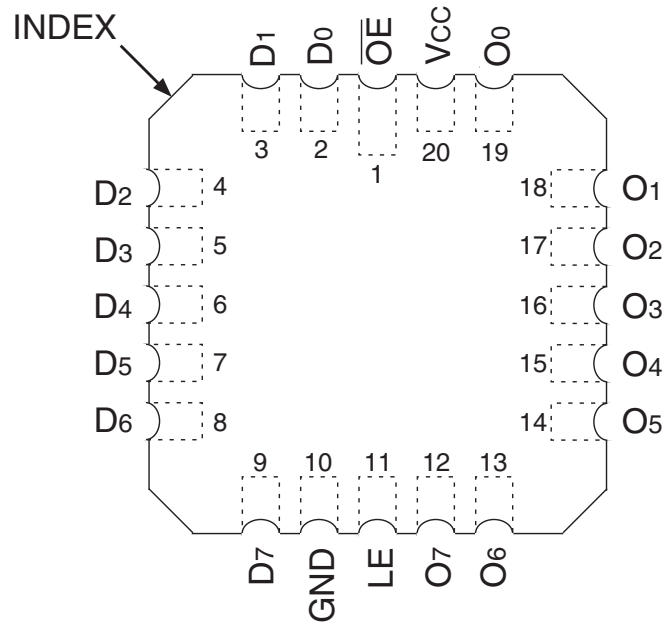 INDEX
D1 D0 O̅E̅ VCC O0
3 2 1 20 19
D2 4 18 O1
D3 5 17 O2
D4 6 16 O3
D5 7 15 O4
D6 8 14 O5
9 10 11 12 13
D7 GND LE O7 O6